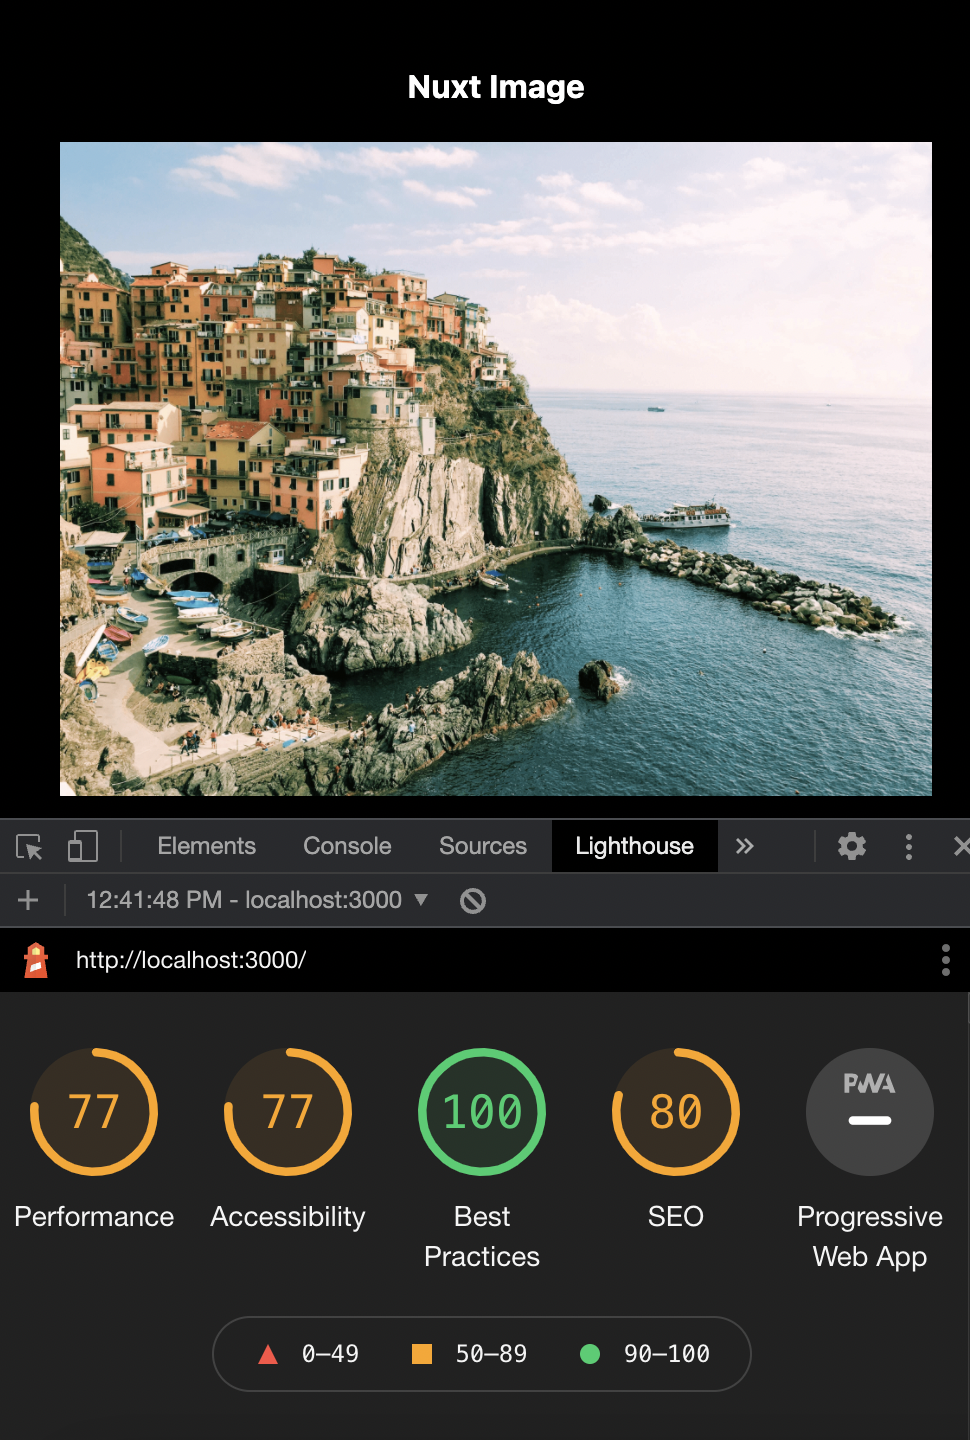 Nuxt Image
Elements Console Sources Lighthouse »
12:41:48 PM - localhost:3000 ▼
http://localhost:3000/
77 77 100 80 PWA
Performance Accessibility Best Practices SEO Progressive Web App
0–49 50–89 90–100